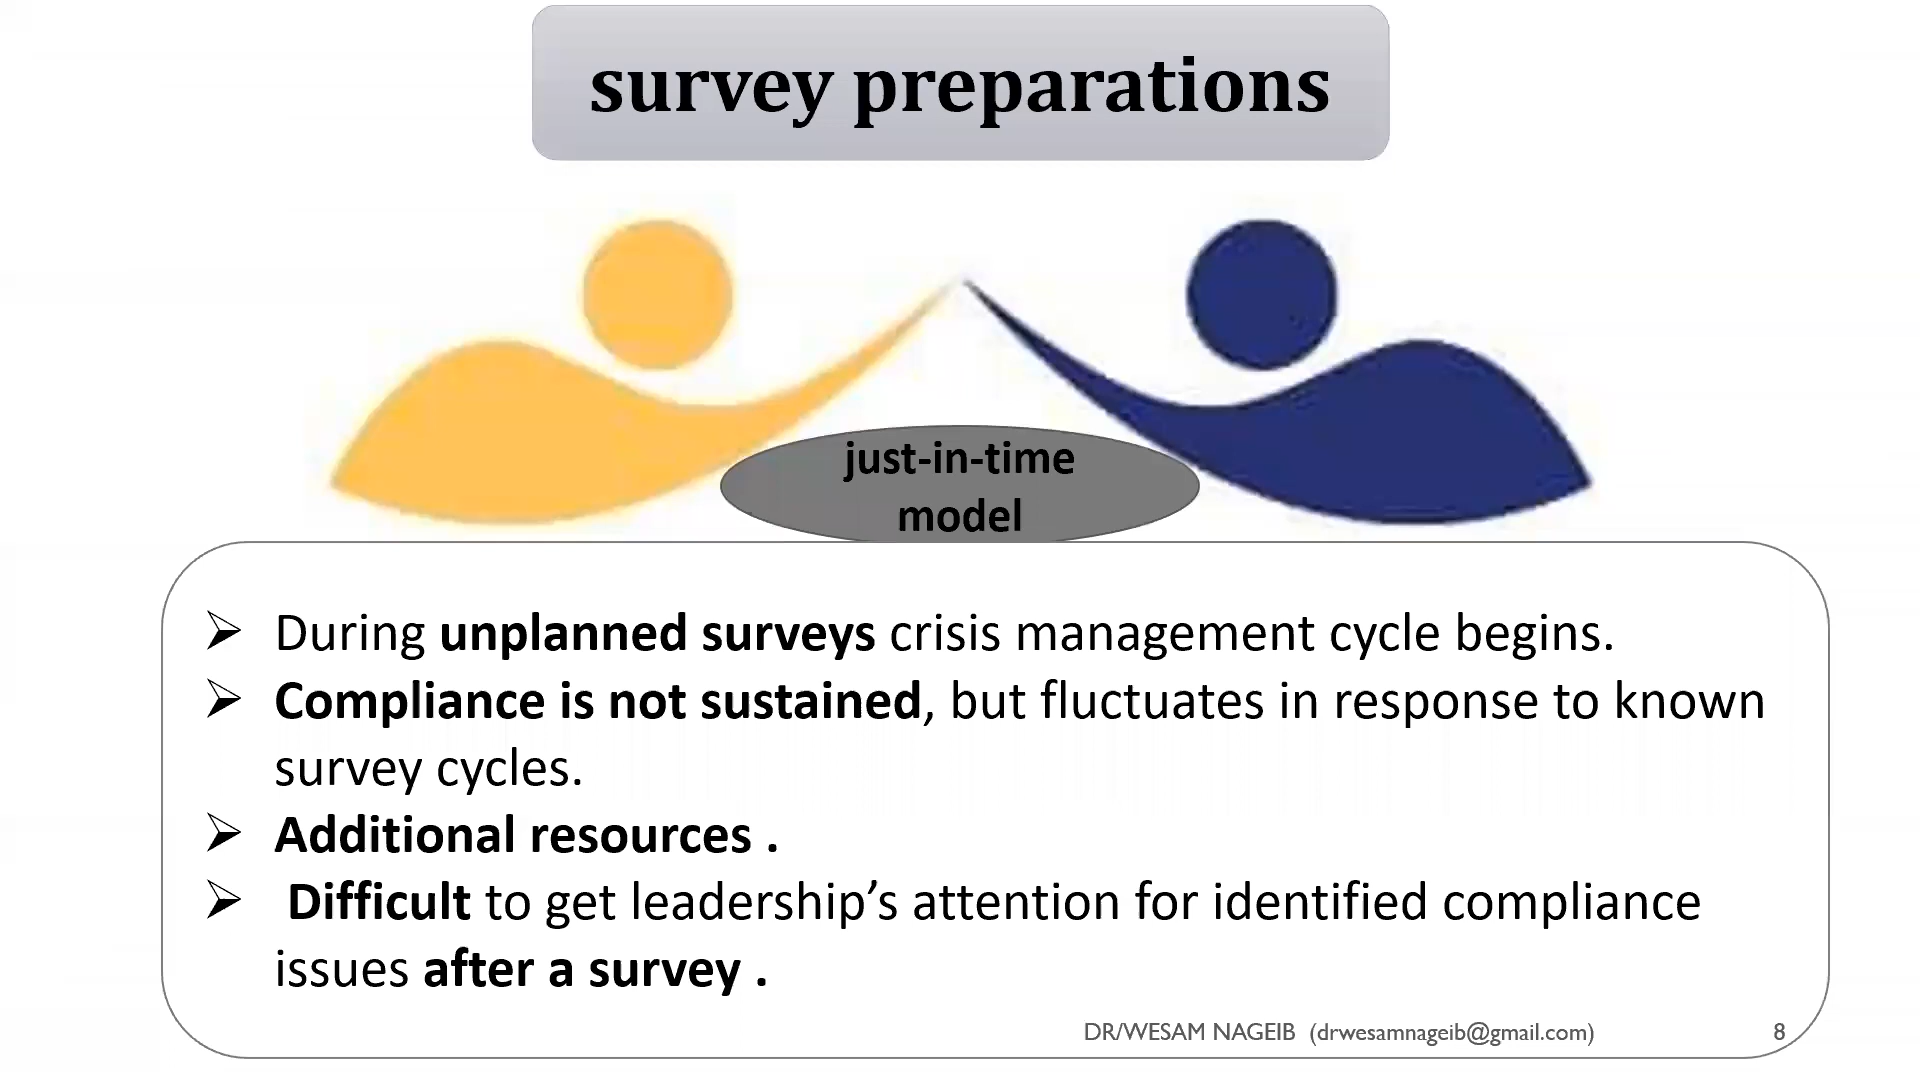 survey preparations
just-in-time
model
➢ During unplanned surveys crisis management cycle begins.
➢ Compliance is not sustained, but fluctuates in response to known
survey cycles.
➢ Additional resources .
➢ Difficult to get leadership’s attention for identified compliance
issues after a survey .
DR/WESAM NAGEIB (drwesamnageib@gmail.com) 8